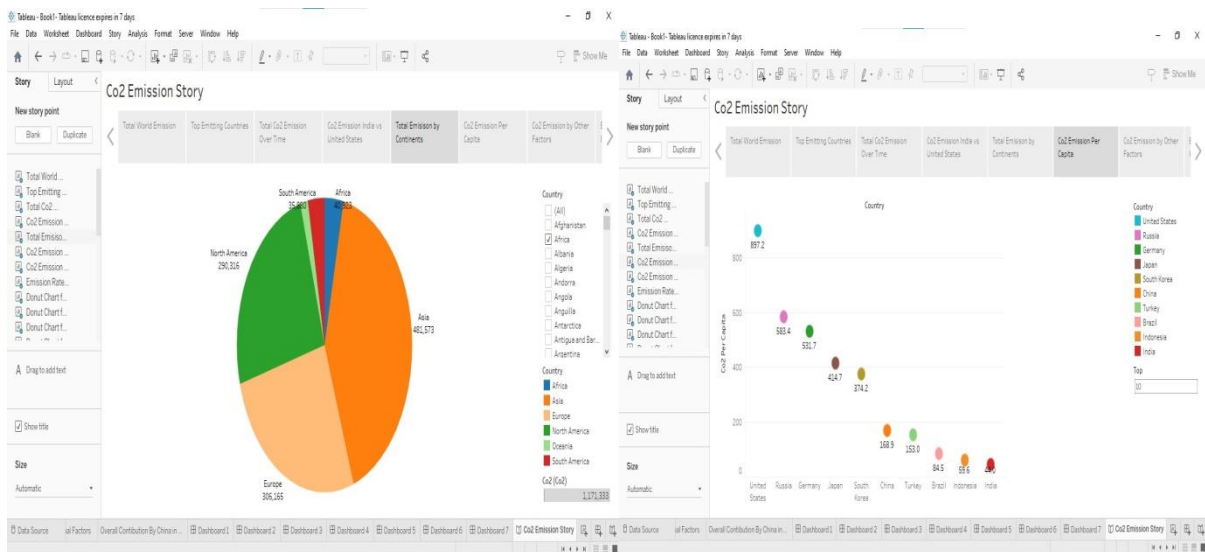 Tableau - Book1 - Tableau licence expires in 7 days
File Data Worksheet Dashboard Story Analysis Format Server Window Help
Show Me
Story Layout
Co2 Emission Story
New story point
Blank Duplicate
Total World Emission
Top Emitting Countries
Total Co2 Emission
Over Time
Co2 Emission India vs
United States
Total Emisison by
Continents
Co2 Emission Per
Capita
Co2 Emission by Other
Factors
Total World ...
Top Emitting ...
Total Co2 ...
Co2 Emission ...
Total Emisiso...
Co2 Emission ...
Co2 Emission ...
Emission Rate...
Donut Chart f...
Donut Chart f...
Donut Chart f...
A Drag to add text
Show title
Size
Automatic
South America
Africa
North America
290,316
Asia
481,573
Europe
306,165
Country
(All)
Afghanistan
Africa
Albania
Algeria
Andorre
Angola
Anguilla
Antarctica
Antigua and Bar...
Argentina
Country
Africa
Asia
Europe
North America
Oceania
South America
Co2 (Co2)
1,171,333
Data Source al Factors Overall Contibution By China in... Dashboard 1 Dashboard 2 Dashboard 3 Dashboard 4 Dashboard 5 Dashboard 6 Dashboard 7 Co2 Emission Story
Tableau - Book1 - Tableau licence expires in 7 days
File Data Worksheet Dashboard Story Analysis Format Server Window Help
Show Me
Story Layout
Co2 Emission Story
New story point
Blank Duplicate
Total World Emission
Top Emitting Countries
Total Co2 Emission
Over Time
Co2 Emission India vs
United States
Total Emisison by
Continents
Co2 Emission Per
Capita
Co2 Emission by Other
Factors
Total World ...
Top Emitting ...
Total Co2 ...
Co2 Emission ...
Total Emisiso...
Co2 Emission ...
Co2 Emission ...
Emission Rate...
Donut Chart f...
Donut Chart f...
A Drag to add text
Show title
Size
Automatic
Country
Co2 Per Capita
800
600
400
200
0
897.2
583.4
531.7
414.7
374.2
168.9
153.0
84.5
59.6
United
States
Russia
Germany
Japan
South
Korea
China
Turkey
Brazil
Indonesia
India
Country
United States
Russia
Germany
Japan
South Korea
China
Turkey
Brazil
Indonesia
India
Top
10
Data Source al Factors Overall Contibution By China in... Dashboard 1 Dashboard 2 Dashboard 3 Dashboard 4 Dashboard 5 Dashboard 6 Dashboard 7 Co2 Emission Story